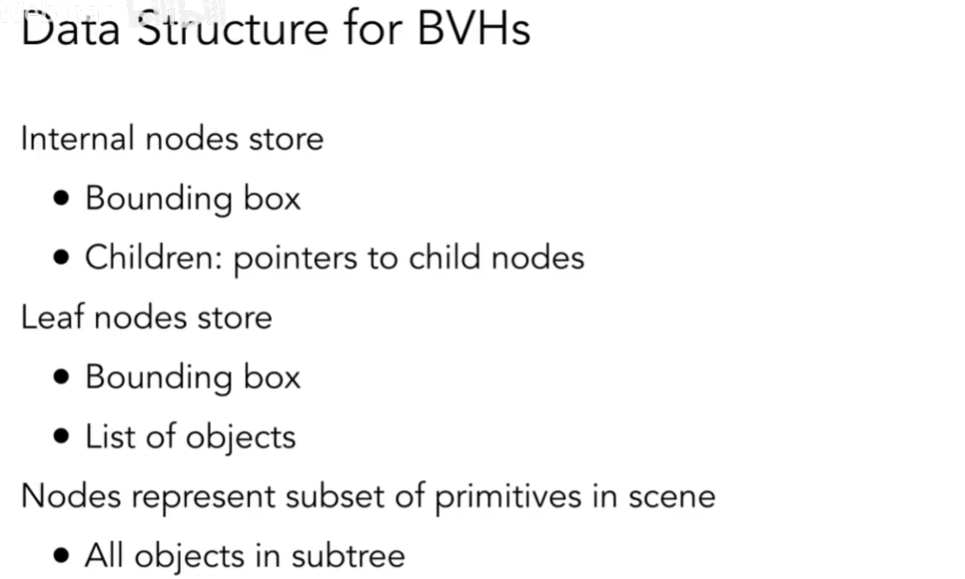 Data Structure for BVHs
Internal nodes store
• Bounding box
• Children: pointers to child nodes
Leaf nodes store
• Bounding box
• List of objects
Nodes represent subset of primitives in scene
• All objects in subtree